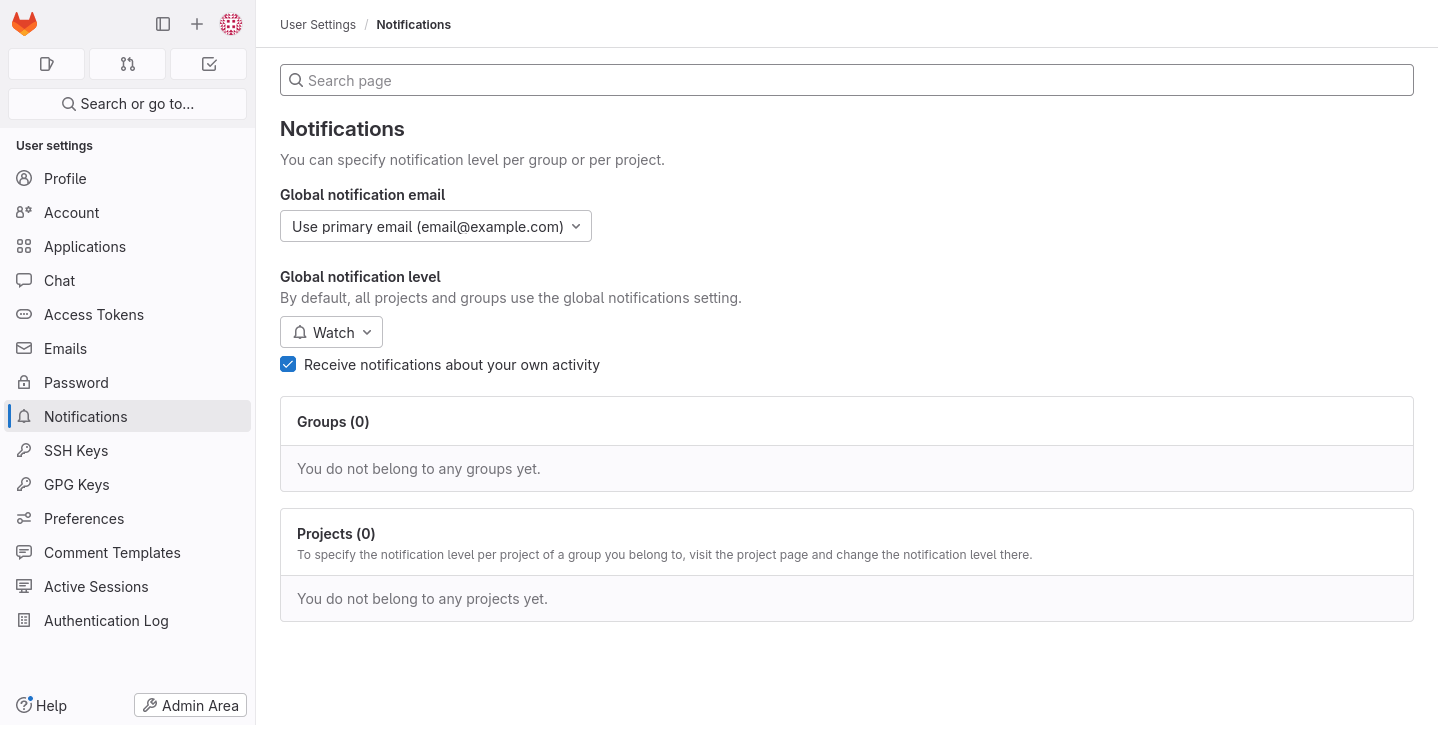 Search or go to...
User settings
Profile
Account
Applications
Chat
Access Tokens
Emails
Password
Notifications
SSH Keys
GPG Keys
Preferences
Comment Templates
Active Sessions
Authentication Log
Help
Admin Area
User Settings / Notifications
Search page
Notifications
You can specify notification level per group or per project.
Global notification email
Use primary email (email@example.com)
Global notification level
By default, all projects and groups use the global notifications setting.
Watch
Receive notifications about your own activity
Groups (0)
You do not belong to any groups yet.
Projects (0)
To specify the notification level per project of a group you belong to, visit the project page and change the notification level there.
You do not belong to any projects yet.